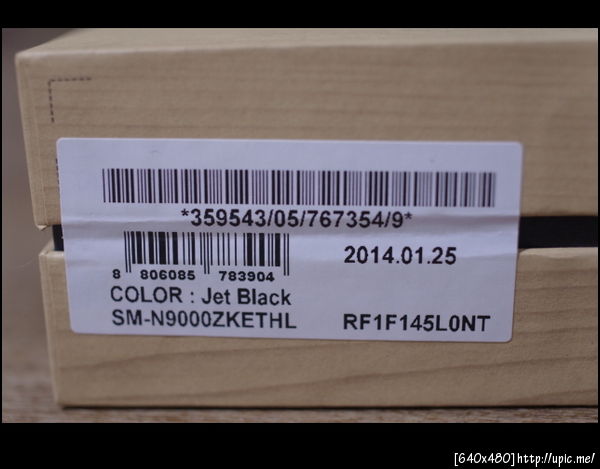 *359543/05/767354/9*
2014.01.25
8 806085 783904
COLOR : Jet Black
SM-N9000ZKETHL RF1F145L0NT
[640x480]http://upic.me/